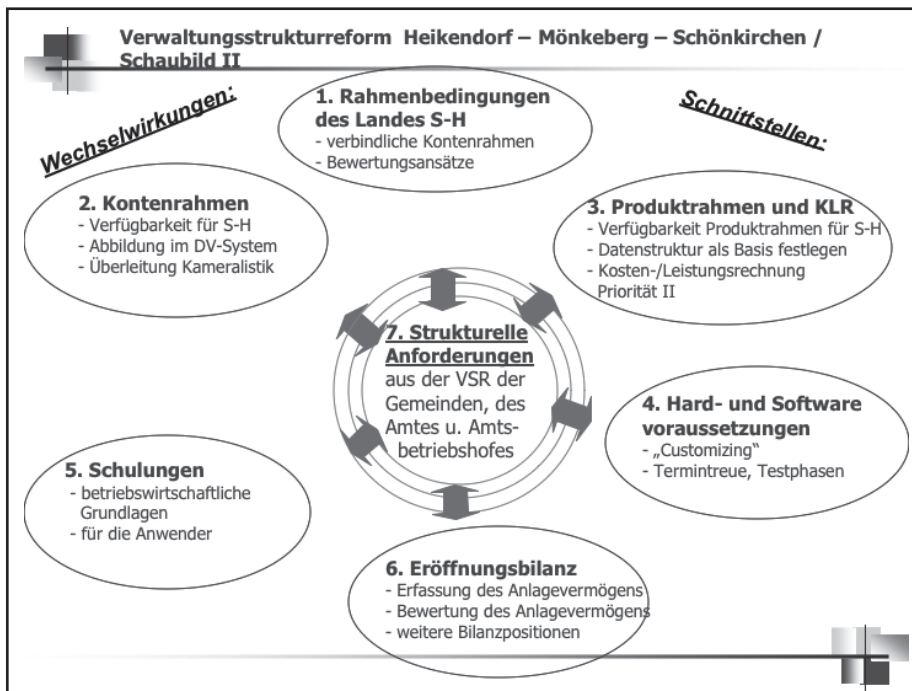 Verwaltungsstrukturreform Heikendorf – Mönkeberg – Schönkirchen /
Schaubild II
Wechselwirkungen:
Schnittstellen:
1. Rahmenbedingungen
des Landes S-H
- verbindliche Kontenrahmen
- Bewertungsansätze
2. Kontenrahmen
- Verfügbarkeit für S-H
- Abbildung im DV-System
- Überleitung Kameralistik
3. Produktrahmen und KLR
- Verfügbarkeit Produktrahmen für S-H
- Datenstruktur als Basis festlegen
- Kosten-/Leistungsrechnung
Priorität II
7. Strukturelle
Anforderungen
aus der VSR der
Gemeinden, des
Amtes u. Amts-
betriebshofes
4. Hard- und Software
voraussetzungen
- „Customizing“
- Termintreue, Testphasen
5. Schulungen
- betriebswirtschaftliche
Grundlagen
- für die Anwender
6. Eröffnungsbilanz
- Erfassung des Anlagevermögens
- Bewertung des Anlagevermögens
- weitere Bilanzpositionen